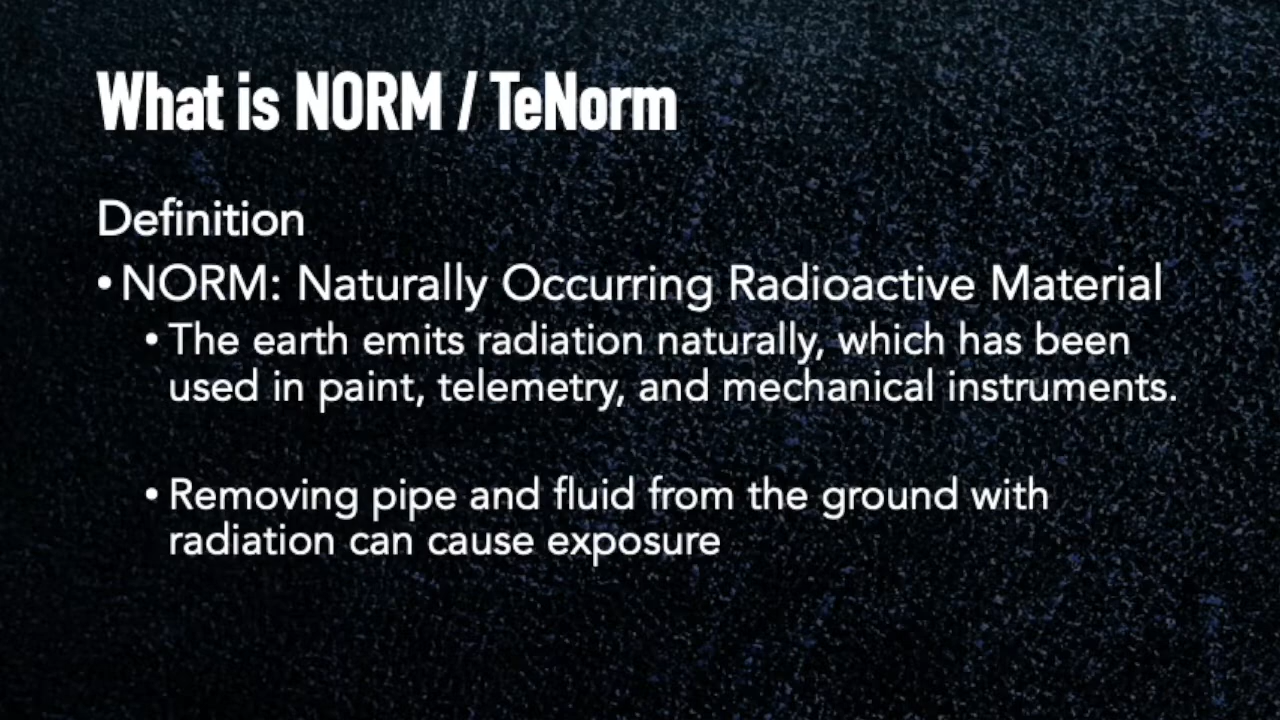 What is NORM / TeNorm
Definition
• NORM: Naturally Occurring Radioactive Material
• The earth emits radiation naturally, which has been
used in paint, telemetry, and mechanical instruments.
• Removing pipe and fluid from the ground with
radiation can cause exposure